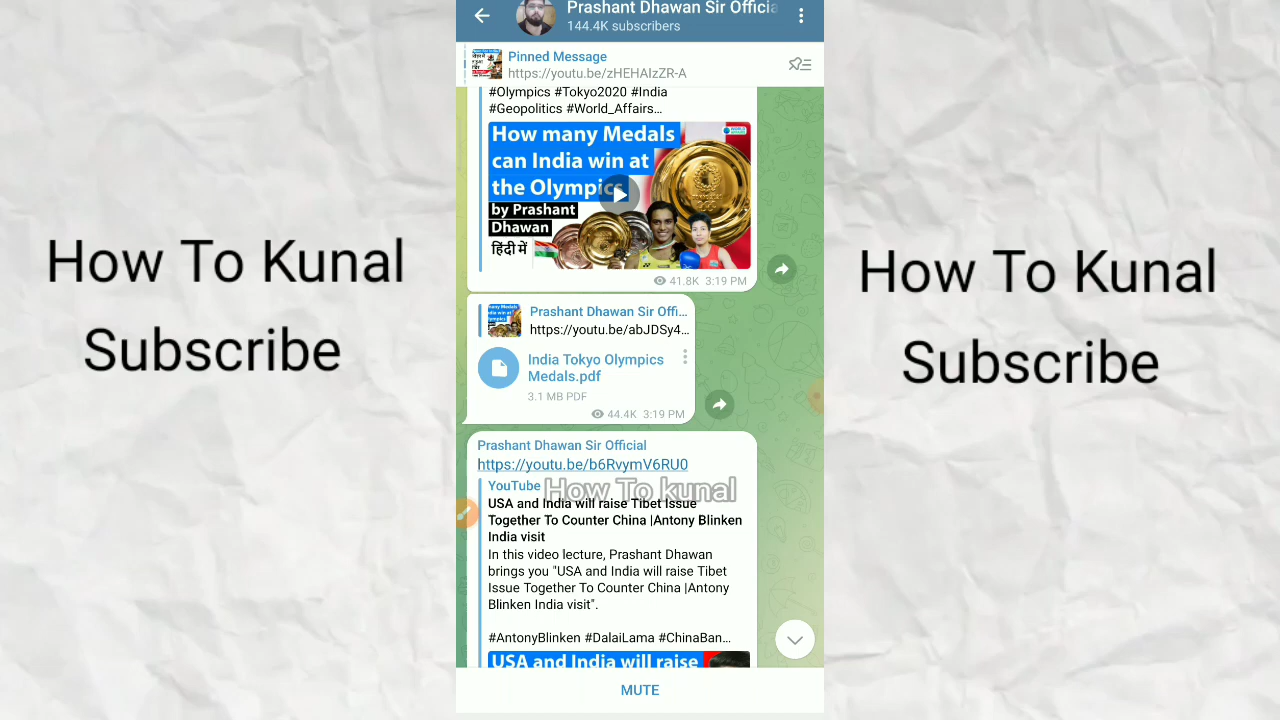 How To Kunal
Subscribe
Prashant Dhawan Sir Officia
144.4K subscribers
Pinned Message
https://youtu.be/zHEHAIzZR-A
#Olympics #Tokyo2020 #India
#Geopolitics #World_Affairs...
How many Medals
can India win at
the Olympics
by Prashant
Dhawan
हिंदी में
41.8K 3:19 PM
Prashant Dhawan Sir Offi...
https://youtu.be/abJDSy4...
India Tokyo Olympics
Medals.pdf
3.1 MB PDF
44.4K 3:19 PM
Prashant Dhawan Sir Official
https://youtu.be/b6RvymV6RU0
YouTube
How To kunal
USA and India will raise Tibet Issue
Together To Counter China |Antony Blinken
India visit
In this video lecture, Prashant Dhawan
brings you "USA and India will raise Tibet
Issue Together To Counter China |Antony
Blinken India visit".
#AntonyBlinken #DalaiLama #ChinaBan...
USA and India will raise
MUTE
How To Kunal
Subscribe